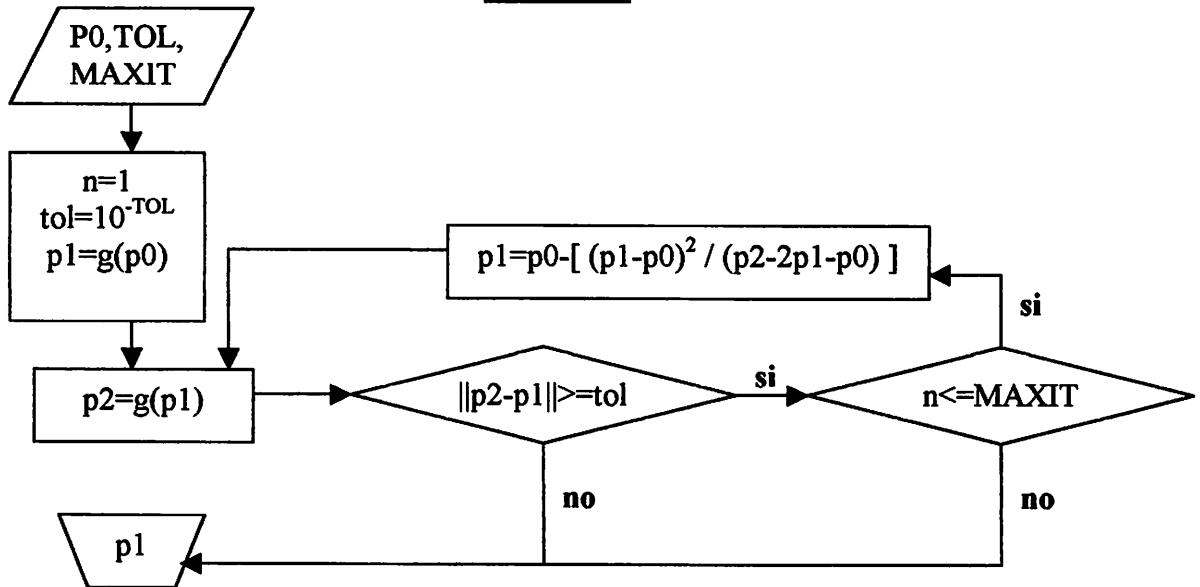 P0,TOL,
MAXIT
n=1
tol=10^-TOL
p1=g(p0)
p1=p0-[ (p1-p0)^2 / (p2-2p1-p0) ]
si
p2=g(p1)
||p2-p1||>=tol
si
n<=MAXIT
no
no
p1